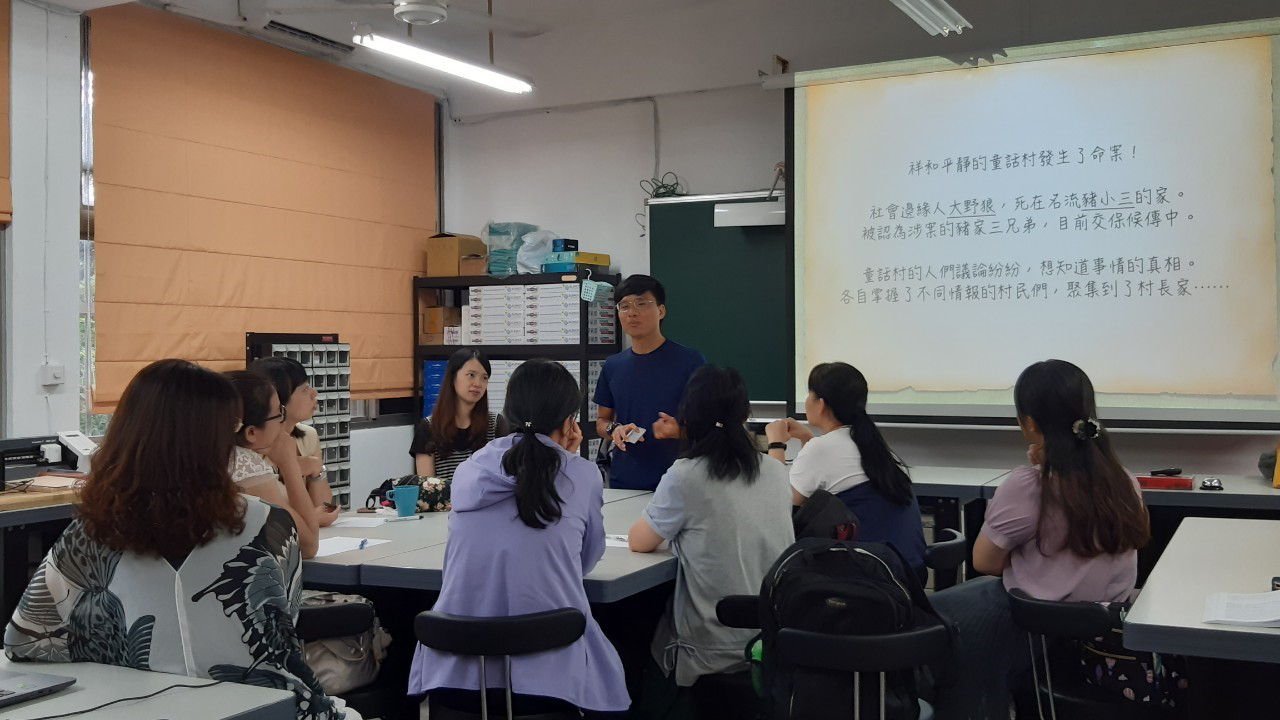 祥和平靜的童話村發生了命案！
社會邊緣人大野狼，死在名流豬小三的家。
被認為涉案的豬家三兄弟，目前交保候傳中。
童話村的人們議論紛紛，想知道事情的真相。
各自掌握了不同情報的村民們，聚集到了村長家……